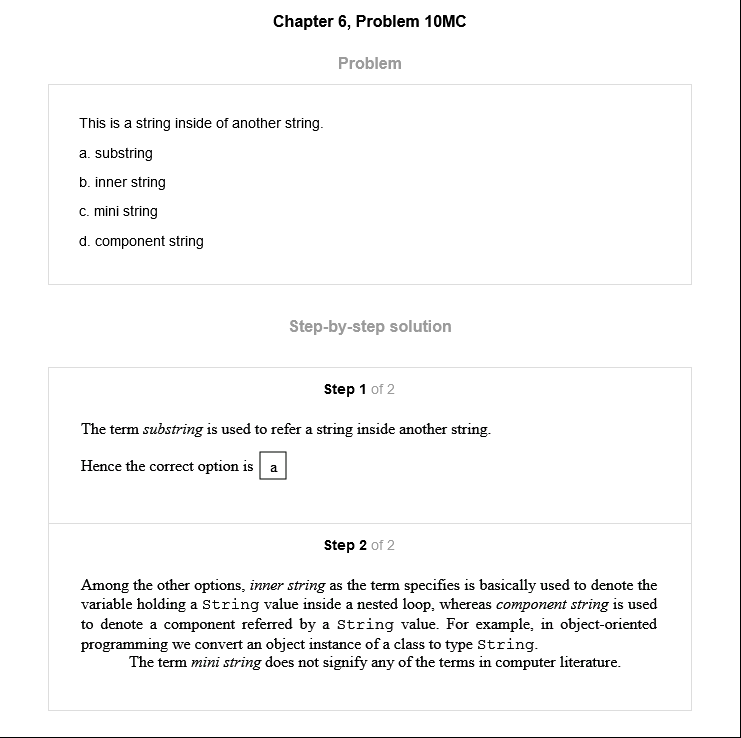 Chapter 6, Problem 10MC
Problem
This is a string inside of another string.
a. substring
b. inner string
c. mini string
d. component string
Step-by-step solution
Step 1 of 2
The term substring is used to refer a string inside another string.
Hence the correct option is a
Step 2 of 2
Among the other options, inner string as the term specifies is basically used to denote the
variable holding a String value inside a nested loop, whereas component string is used
to denote a component referred by a String value. For example, in object-oriented
programming we convert an object instance of a class to type String.
The term mini string does not signify any of the terms in computer literature.